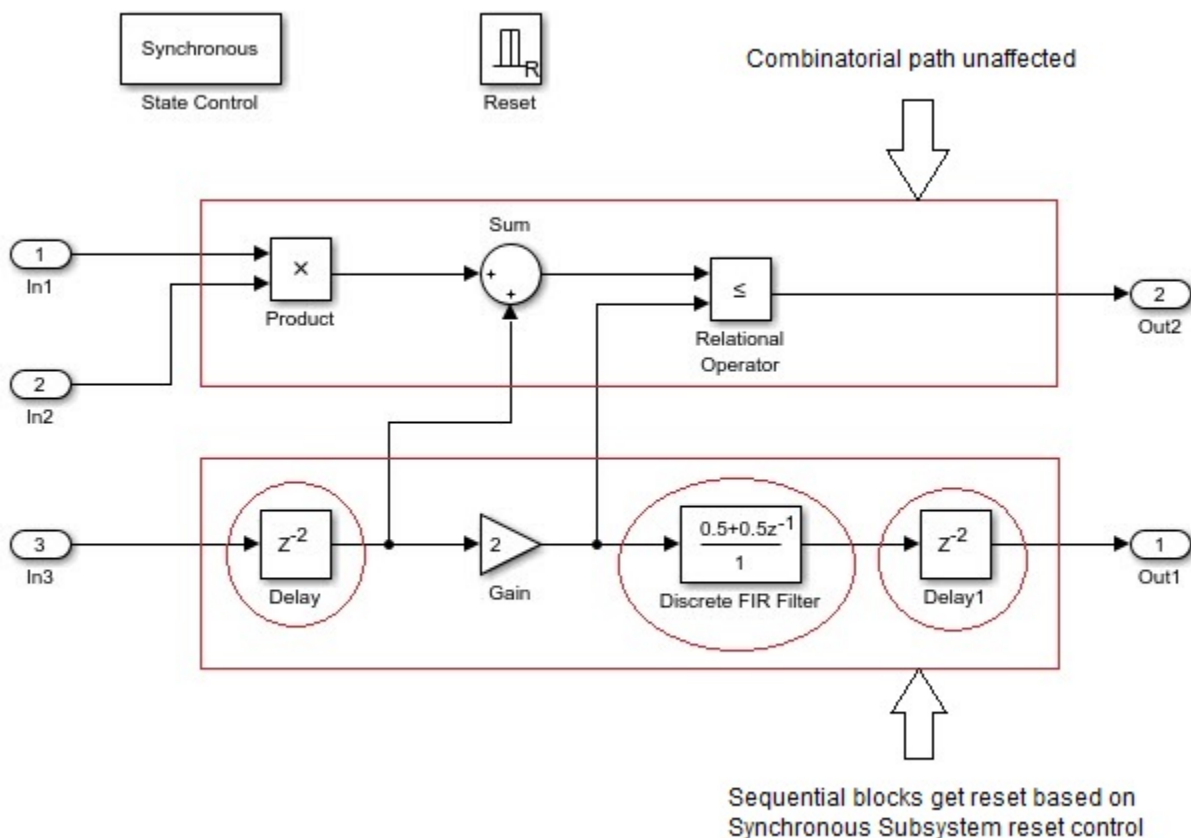 Synchronous
State Control
R
Reset
Combinatorial path unaffected
1
In1
×
Product
Sum
+
+
≤
Relational
Operator
2
Out2
2
In2
3
In3
Z-2
Delay
2
Gain
0.5+0.5z-1
1
Discrete FIR Filter
Z-2
Delay1
1
Out1
Sequential blocks get reset based on
Synchronous Subsystem reset control